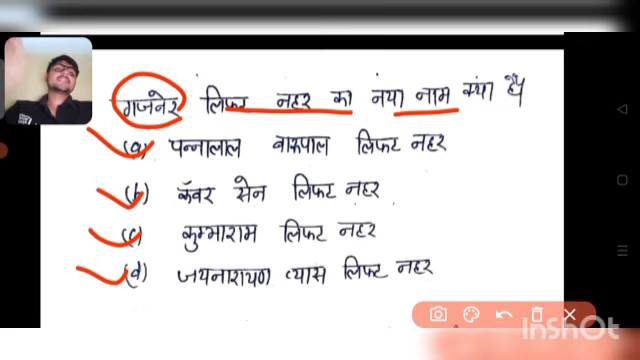 गजनेर लिफ्ट नहर का नया नाम क्या है
(a) पन्नालाल बारूपाल लिफ्ट नहर
(b) कॅवर सेन लिफ्ट नहर
(c) कुम्भाराम लिफ्ट नहर
(d) जयनारायण व्यास लिफ्ट नहर
InShOt